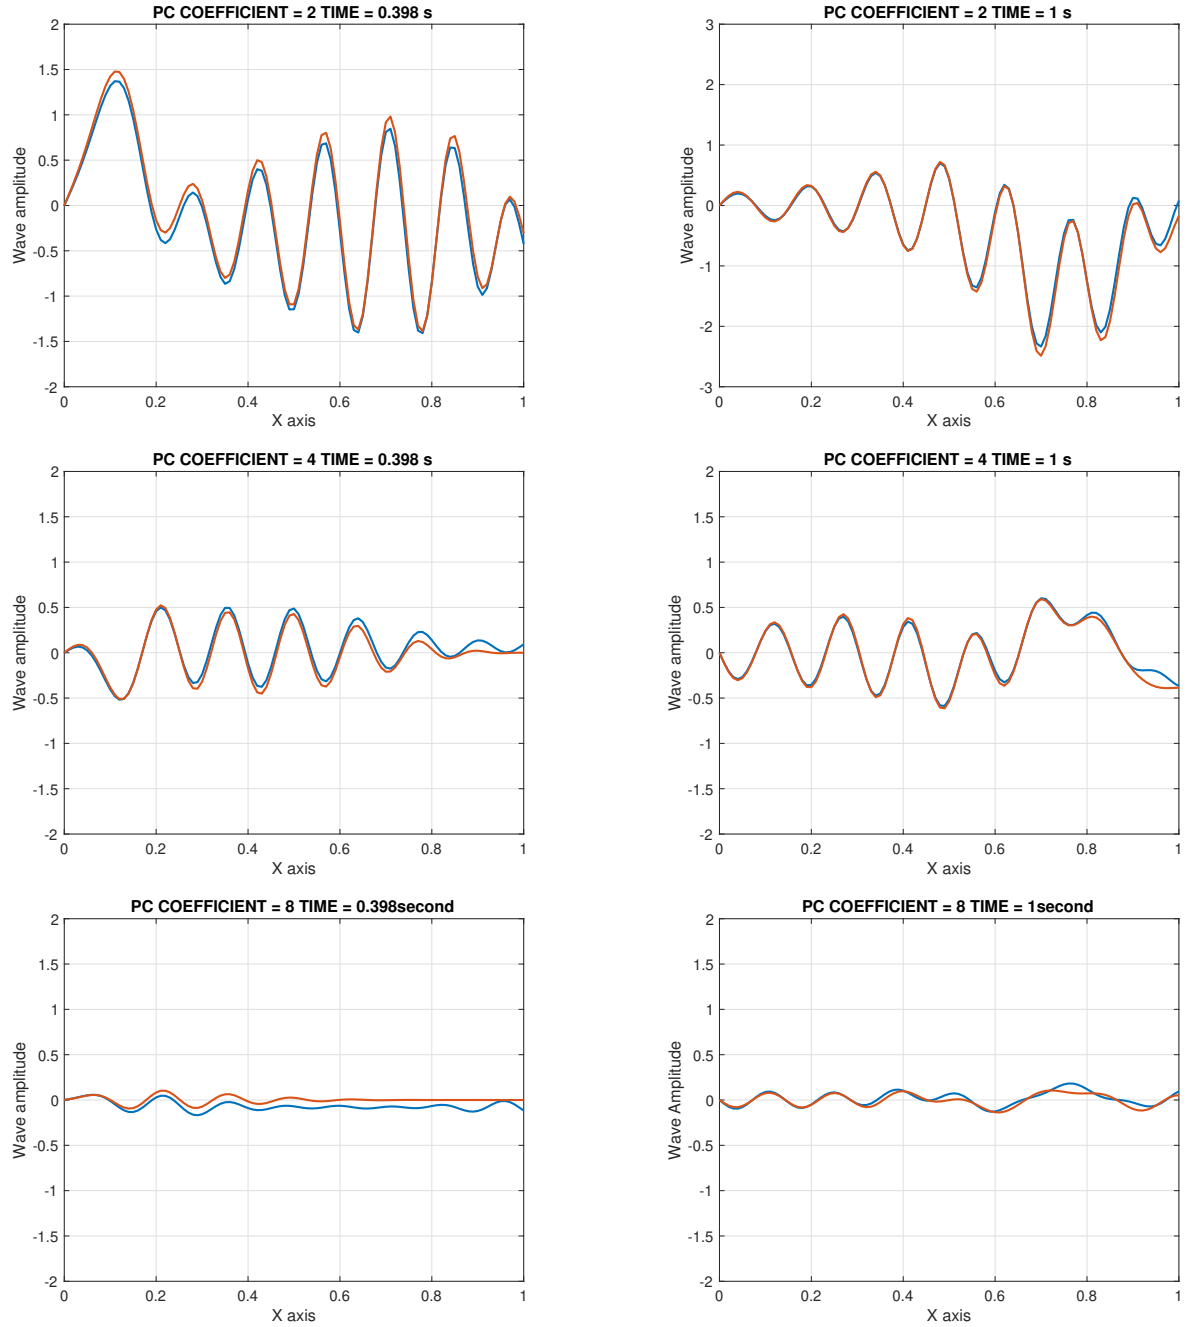 PC COEFFICIENT = 2 TIME = 0.398 s
2
1.5
1
0.5
0
-0.5
-1
-1.5
-2
Wave amplitude
0 0.2 0.4 0.6 0.8 1
X axis
PC COEFFICIENT = 2 TIME = 1 s
3
2
1
0
-1
-2
-3
Wave amplitude
0 0.2 0.4 0.6 0.8 1
X axis
PC COEFFICIENT = 4 TIME = 0.398 s
2
1.5
1
0.5
0
-0.5
-1
-1.5
-2
Wave amplitude
0 0.2 0.4 0.6 0.8 1
X axis
PC COEFFICIENT = 4 TIME = 1 s
2
1.5
1
0.5
0
-0.5
-1
-1.5
-2
Wave amplitude
0 0.2 0.4 0.6 0.8 1
X axis
PC COEFFICIENT = 8 TIME = 0.398second
2
1.5
1
0.5
0
-0.5
-1
-1.5
-2
Wave amplitude
0 0.2 0.4 0.6 0.8 1
X axis
PC COEFFICIENT = 8 TIME = 1second
2
1.5
1
0.5
0
-0.5
-1
-1.5
-2
Wave Amplitude
0 0.2 0.4 0.6 0.8 1
X axis